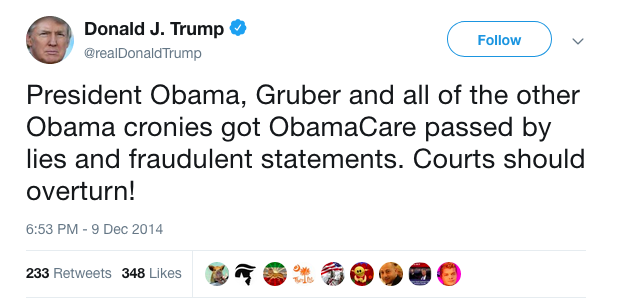 Donald J. Trump
@realDonaldTrump
Follow
President Obama, Gruber and all of the other
Obama cronies got ObamaCare passed by
lies and fraudulent statements. Courts should
overturn!
6:53 PM - 9 Dec 2014
233 Retweets 348 Likes